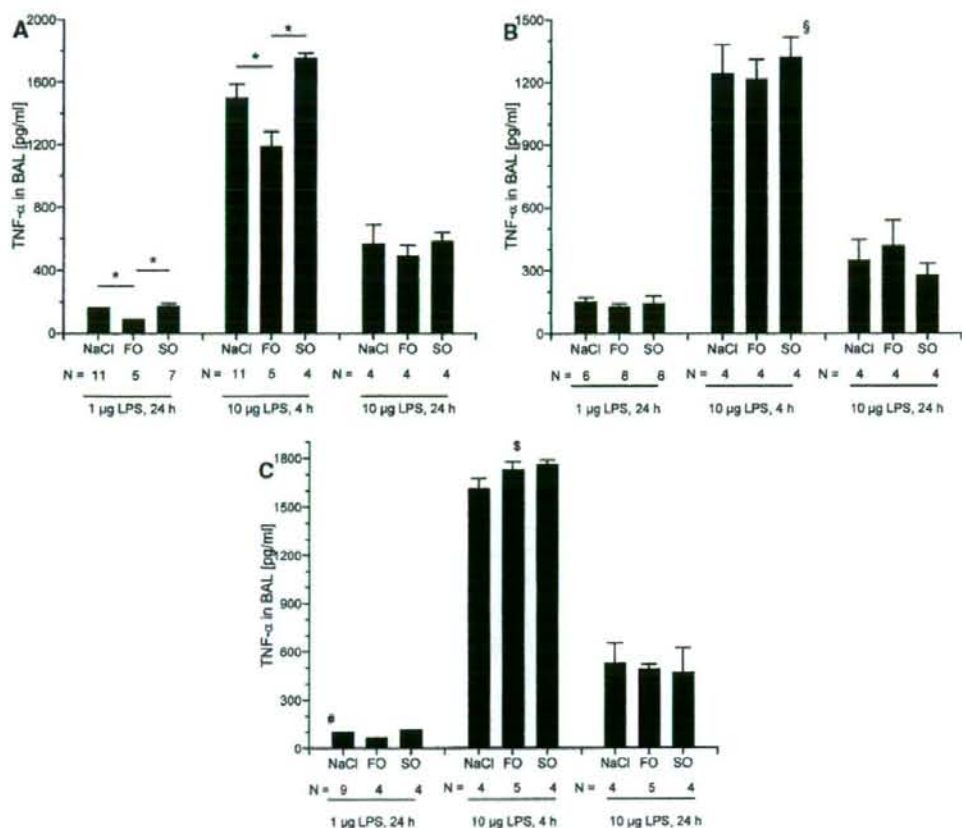 A
TNF-α in BAL [pg/ml]
2000
1600
1200
800
400
0
* * * *
NaCl FO SO NaCl FO SO NaCl FO SO
N = 11 5 7 11 5 4 4 4 4
1 µg LPS, 24 h 10 µg LPS, 4 h 10 µg LPS, 24 h
B
TNF-α in BAL [pg/ml]
1500
1200
900
600
300
0
§
NaCl FO SO NaCl FO SO NaCl FO SO
N = 6 8 8 4 4 4 4 4 4
1 µg LPS, 24 h 10 µg LPS, 4 h 10 µg LPS, 24 h
C
TNF-α in BAL [pg/ml]
1800
1500
1200
900
600
300
0
$
#
NaCl FO SO NaCl FO SO NaCl FO SO
N = 9 4 4 4 5 4 4 5 4
1 µg LPS, 24 h 10 µg LPS, 4 h 10 µg LPS, 24 h